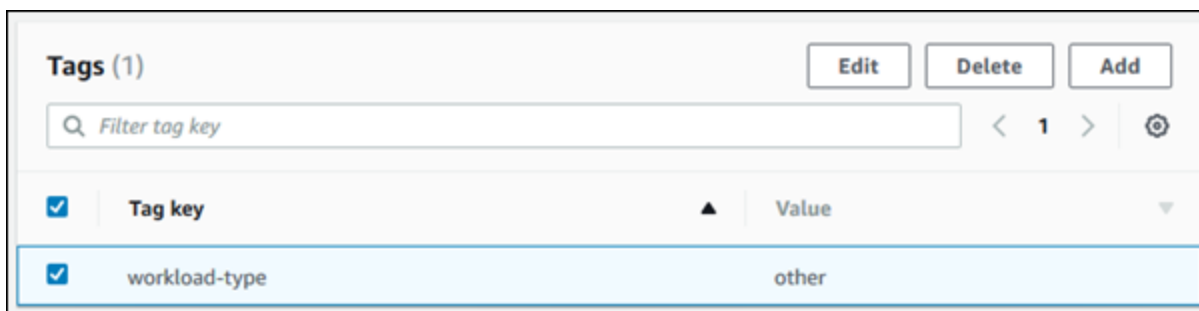 Tags (1) Edit Delete Add
Filter tag key 1
Tag key Value
workload-type other